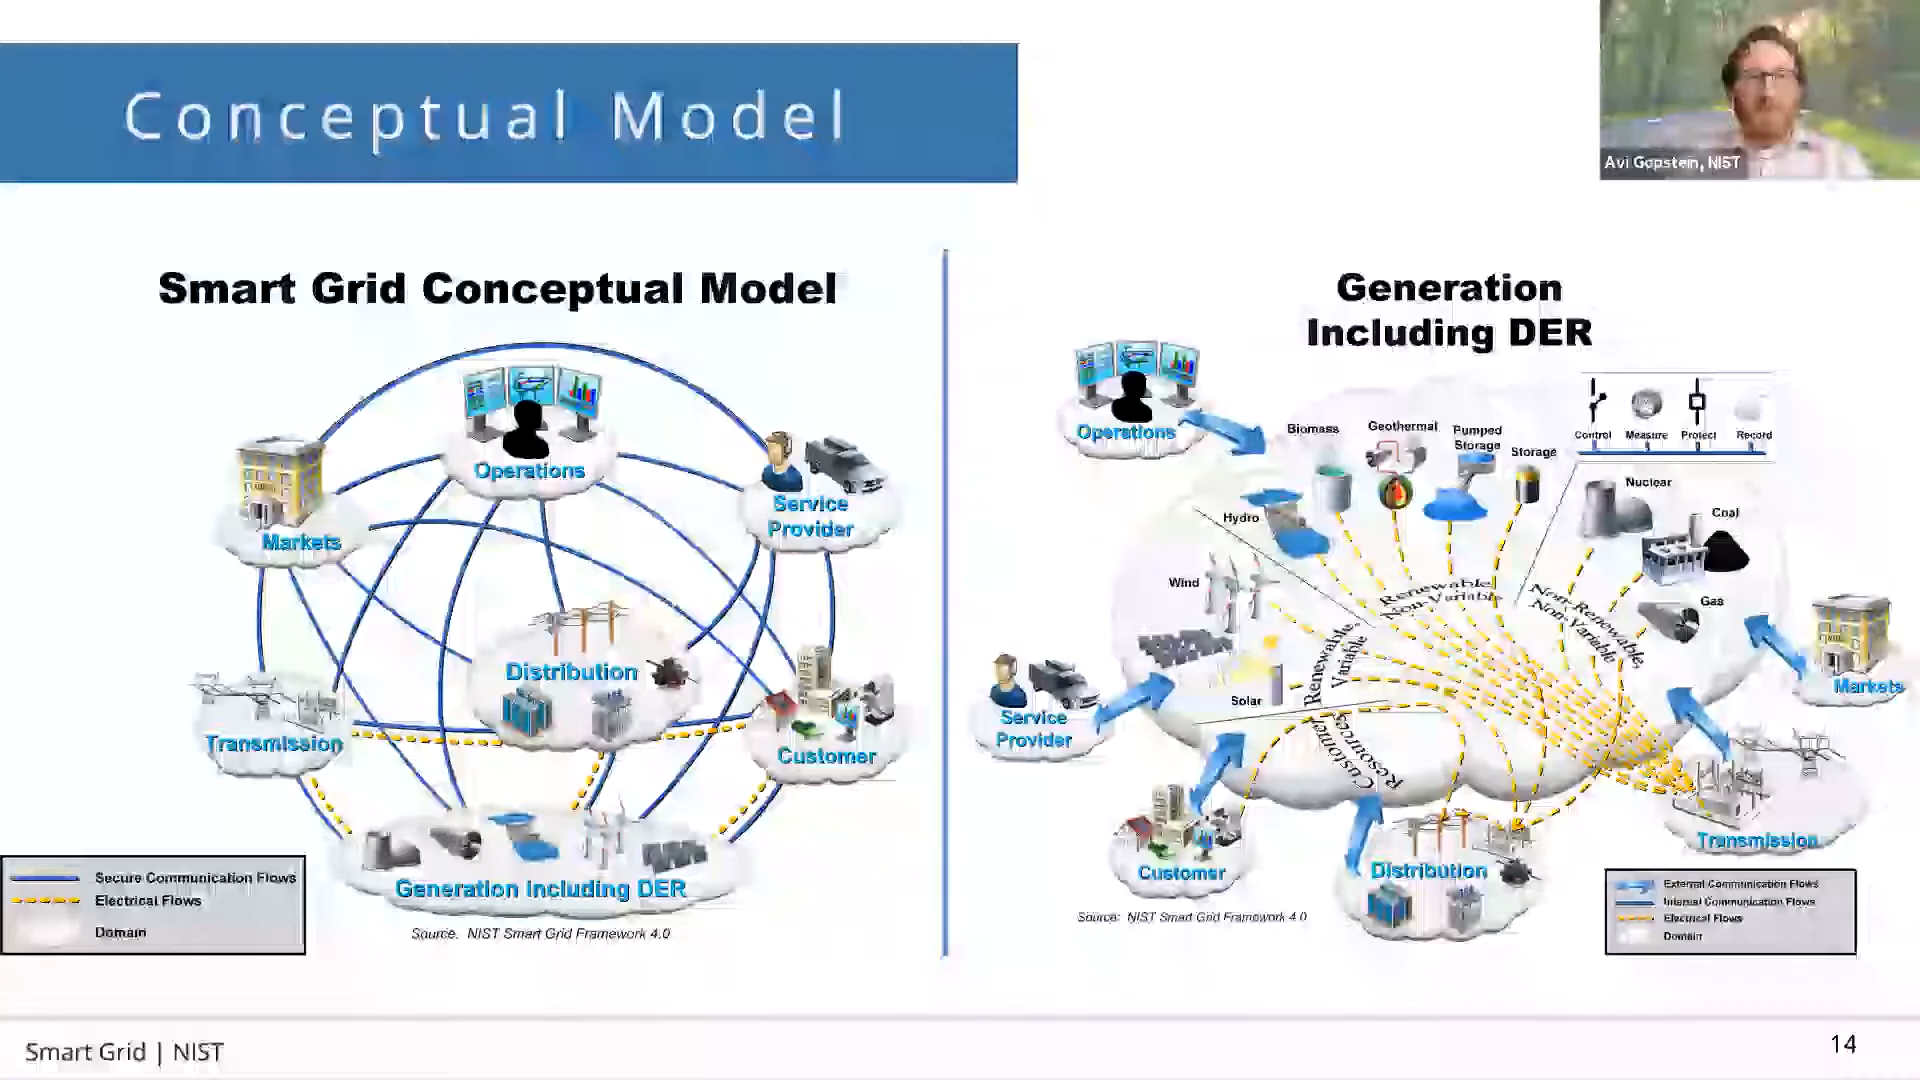 Conceptual Model
Avi Gopstein, NIST
Smart Grid Conceptual Model
Operations
Markets
Service
Provider
Distribution
Transmission
Customer
Generation Including DER
Secure Communication Flows
Electrical Flows
Domain
Source: NIST Smart Grid Framework 4.0
Generation
Including DER
Operations
Biomass
Geothermal
Pumped
Storage
Storage
Control
Measure
Protect
Record
Hydro
Nuclear
Coal
Wind
Gas
Solar
Renewable,
Non-Variable
Non-Renewable,
Non-Variable
Renewable,
Variable
Customer
Resources
Service
Provider
Markets
Customer
Distribution
Transmission
Source: NIST Smart Grid Framework 4.0
External Communication Flows
Internal Communication Flows
Electrical Flows
Domain
Smart Grid | NIST
14